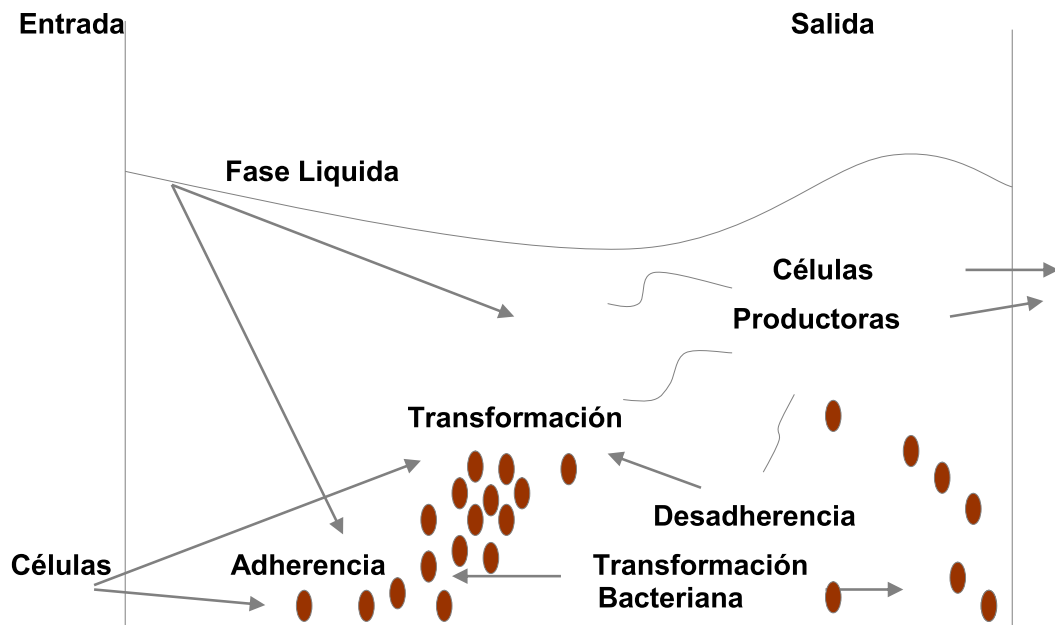 Entrada
Salida
Fase Liquida
Células
Productoras
Transformación
Desadherencia
Células
Adherencia
Transformación
Bacteriana